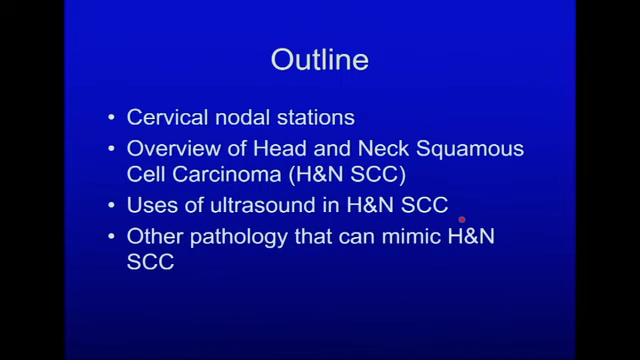 Outline
• Cervical nodal stations
• Overview of Head and Neck Squamous
Cell Carcinoma (H&N SCC)
• Uses of ultrasound in H&N SCC
• Other pathology that can mimic H&N
SCC